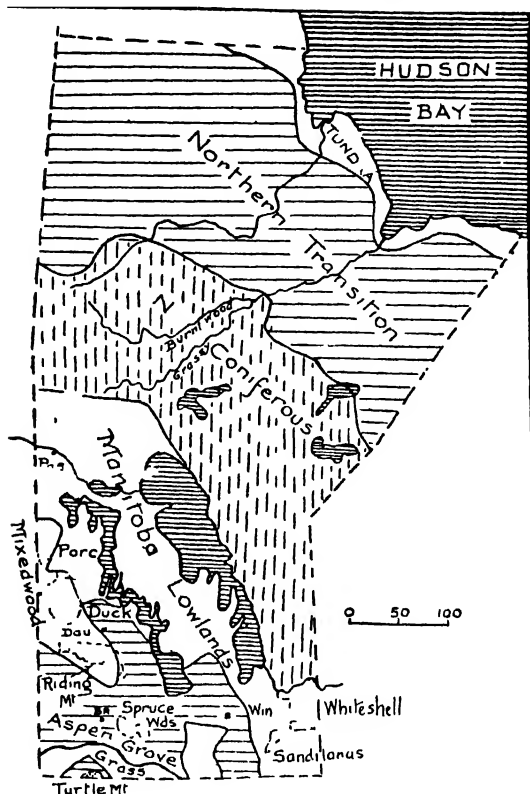 HUDSON
BAY
TUNDRA
Northern
Transition
Burntwood
Grassy
Coniferous
Manitoba
Lowlands
Mixedwood
Porc
Duck
Dau
Riding
Mt
Spruce
Wds
Win
Whiteshell
Aspen Grove
Sandilands
Grass
Turtle Mt
0 50 100